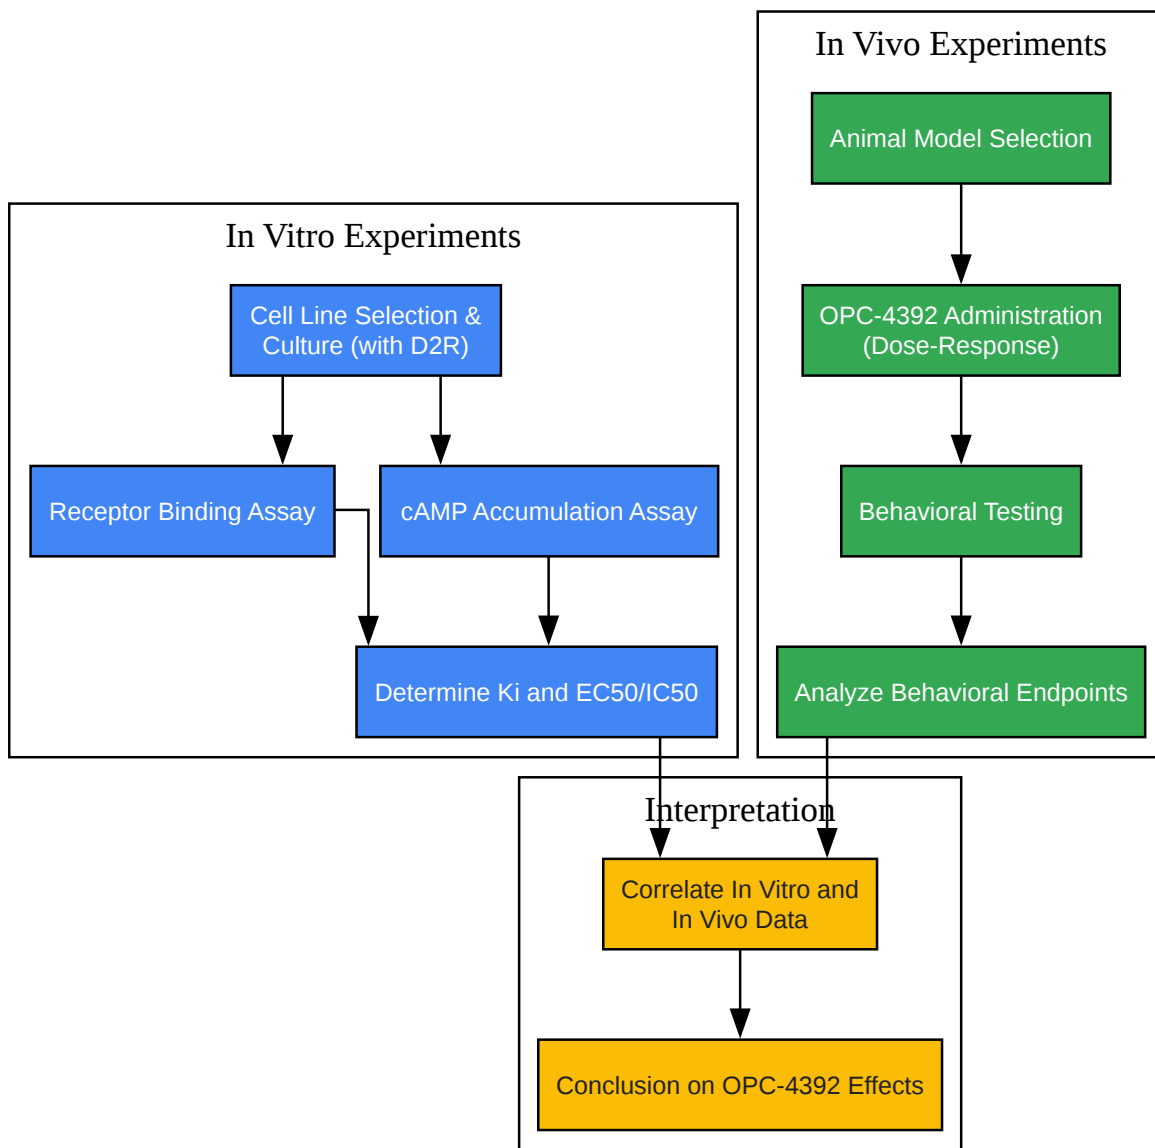 In Vivo Experiments
Animal Model Selection
OPC-4392 Administration
(Dose-Response)
Behavioral Testing
Analyze Behavioral Endpoints
In Vitro Experiments
Cell Line Selection &
Culture (with D2R)
Receptor Binding Assay
cAMP Accumulation Assay
Determine Ki and EC50/IC50
Interpretation
Correlate In Vitro and
In Vivo Data
Conclusion on OPC-4392 Effects